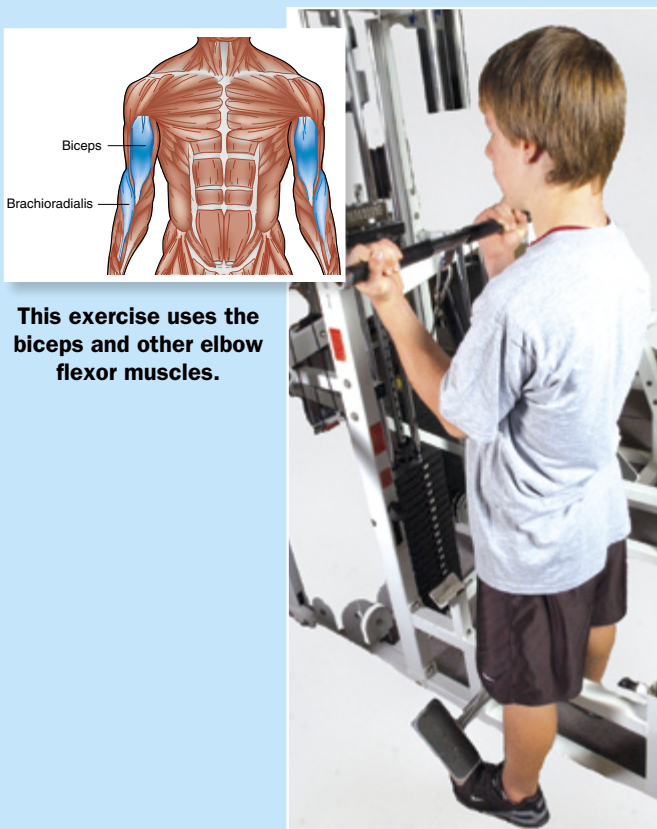 Biceps
Brachioradialis
This exercise uses the
biceps and other elbow
flexor muscles.